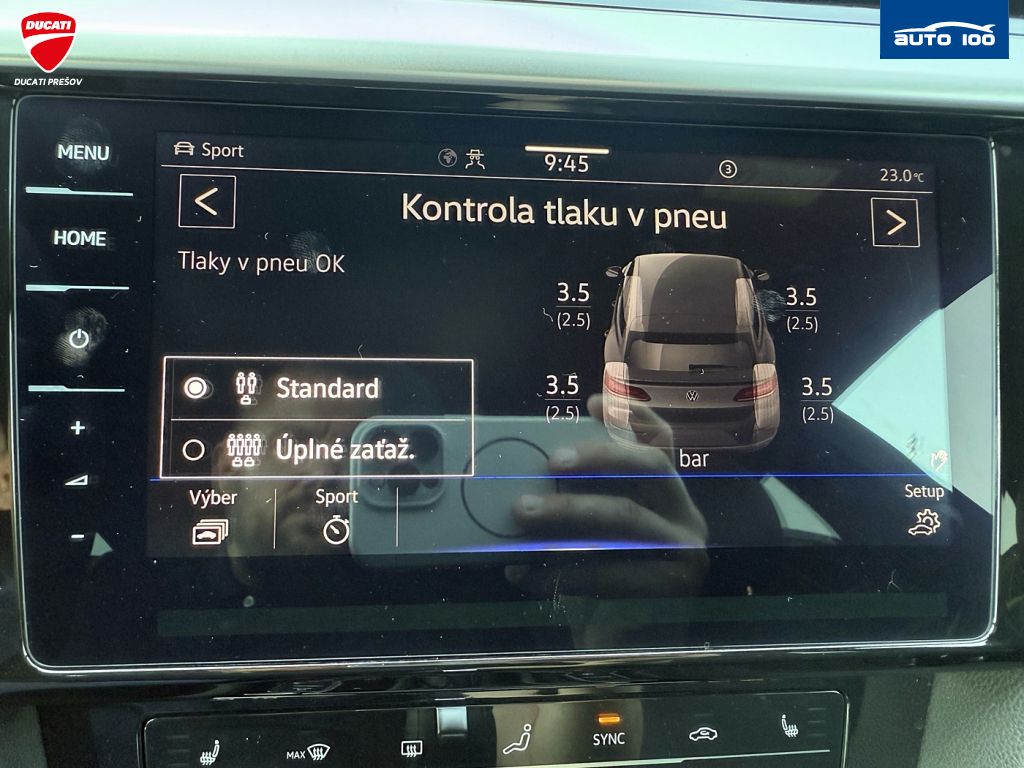 DUCATI
DUCATI PREŠOV
AUTO 100
MENU
HOME
+
-
Sport
9:45
3
23.0°C
<
Kontrola tlaku v pneu
>
Tlaky v pneu OK
3.5
(2.5)
3.5
(2.5)
3.5
(2.5)
3.5
(2.5)
bar
Standard
Úplné zaťaž.
Výber
Sport
Setup
MAX
SYNC